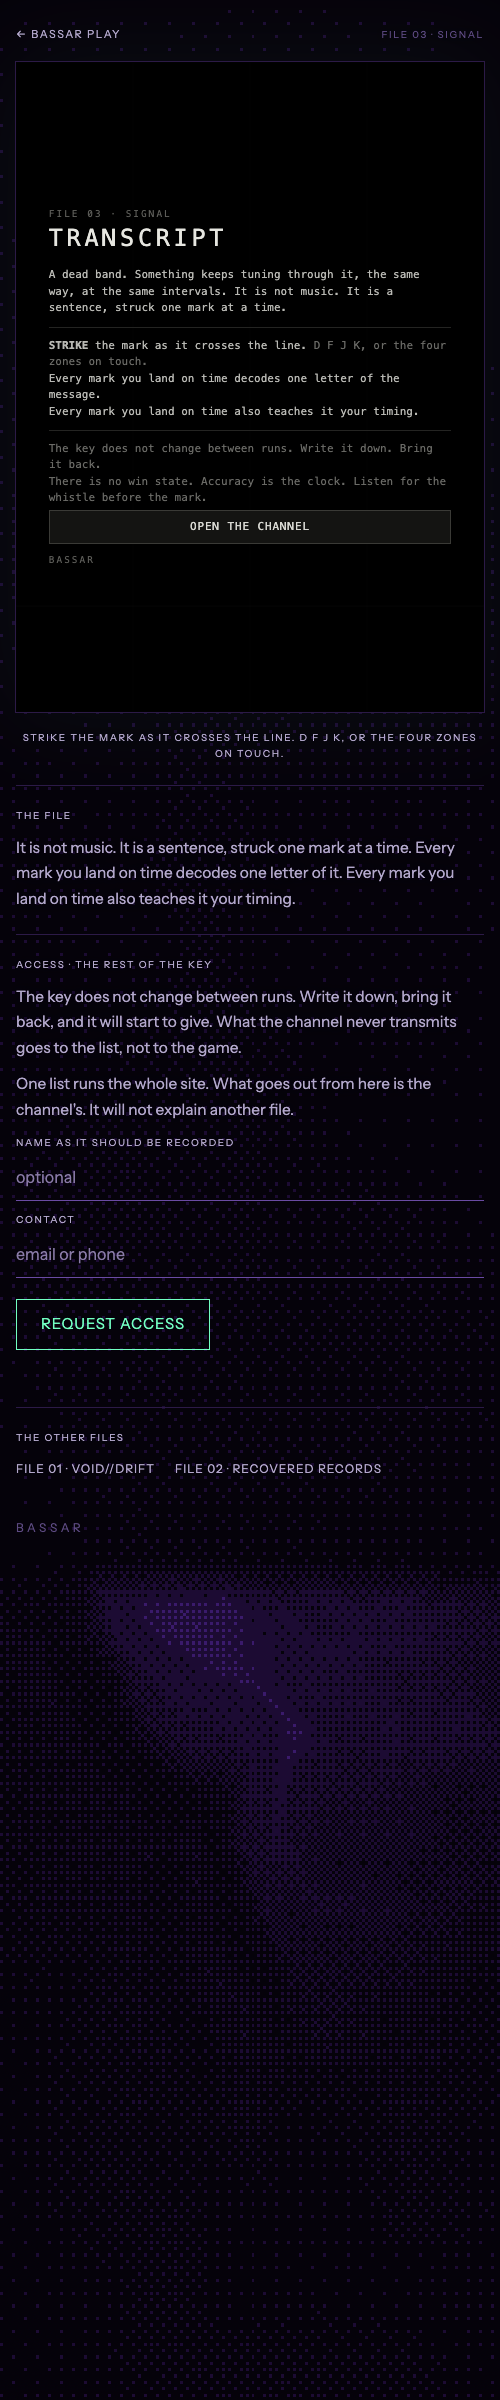 ← BASSAR PLAY
FILE 03 · SIGNAL
FILE 03 · SIGNAL
TRANSCRIPT
A dead band. Something keeps tuning through it, the same
way, at the same intervals. It is not music. It is a
sentence, struck one mark at a time.
STRIKE the mark as it crosses the line. D F J K, or the four
zones on touch.
Every mark you land on time decodes one letter of the
message.
Every mark you land on time also teaches it your timing.
The key does not change between runs. Write it down. Bring
it back.
There is no win state. Accuracy is the clock. Listen for the
whistle before the mark.
OPEN THE CHANNEL
BASSAR
STRIKE THE MARK AS IT CROSSES THE LINE. D F J K, OR THE FOUR ZONES
ON TOUCH.
THE FILE
It is not music. It is a sentence, struck one mark at a time. Every
mark you land on time decodes one letter of it. Every mark you
land on time also teaches it your timing.
ACCESS · THE REST OF THE KEY
The key does not change between runs. Write it down, bring it
back, and it will start to give. What the channel never transmits
goes to the list, not to the game.
One list runs the whole site. What goes out from here is the
channel's. It will not explain another file.
NAME AS IT SHOULD BE RECORDED
optional
CONTACT
email or phone
REQUEST ACCESS
THE OTHER FILES
FILE 01 · VOID//DRIFT FILE 02 · RECOVERED RECORDS
BASSAR